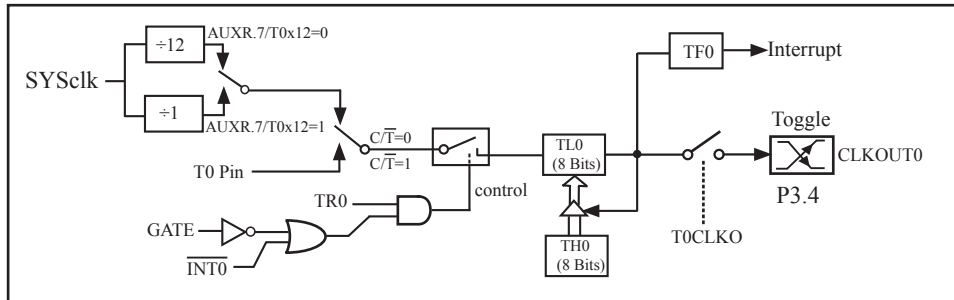 ÷12
AUXR.7/T0x12=0
SYSclk
÷1
AUXR.7/T0x12=1
T0 Pin
C/T̅=0
C/T̅=1
TR0
control
GATE
I̅N̅T̅0̅
TL0
(8 Bits)
TH0
(8 Bits)
TF0
Interrupt
Toggle
CLKOUT0
P3.4
T0CLKO